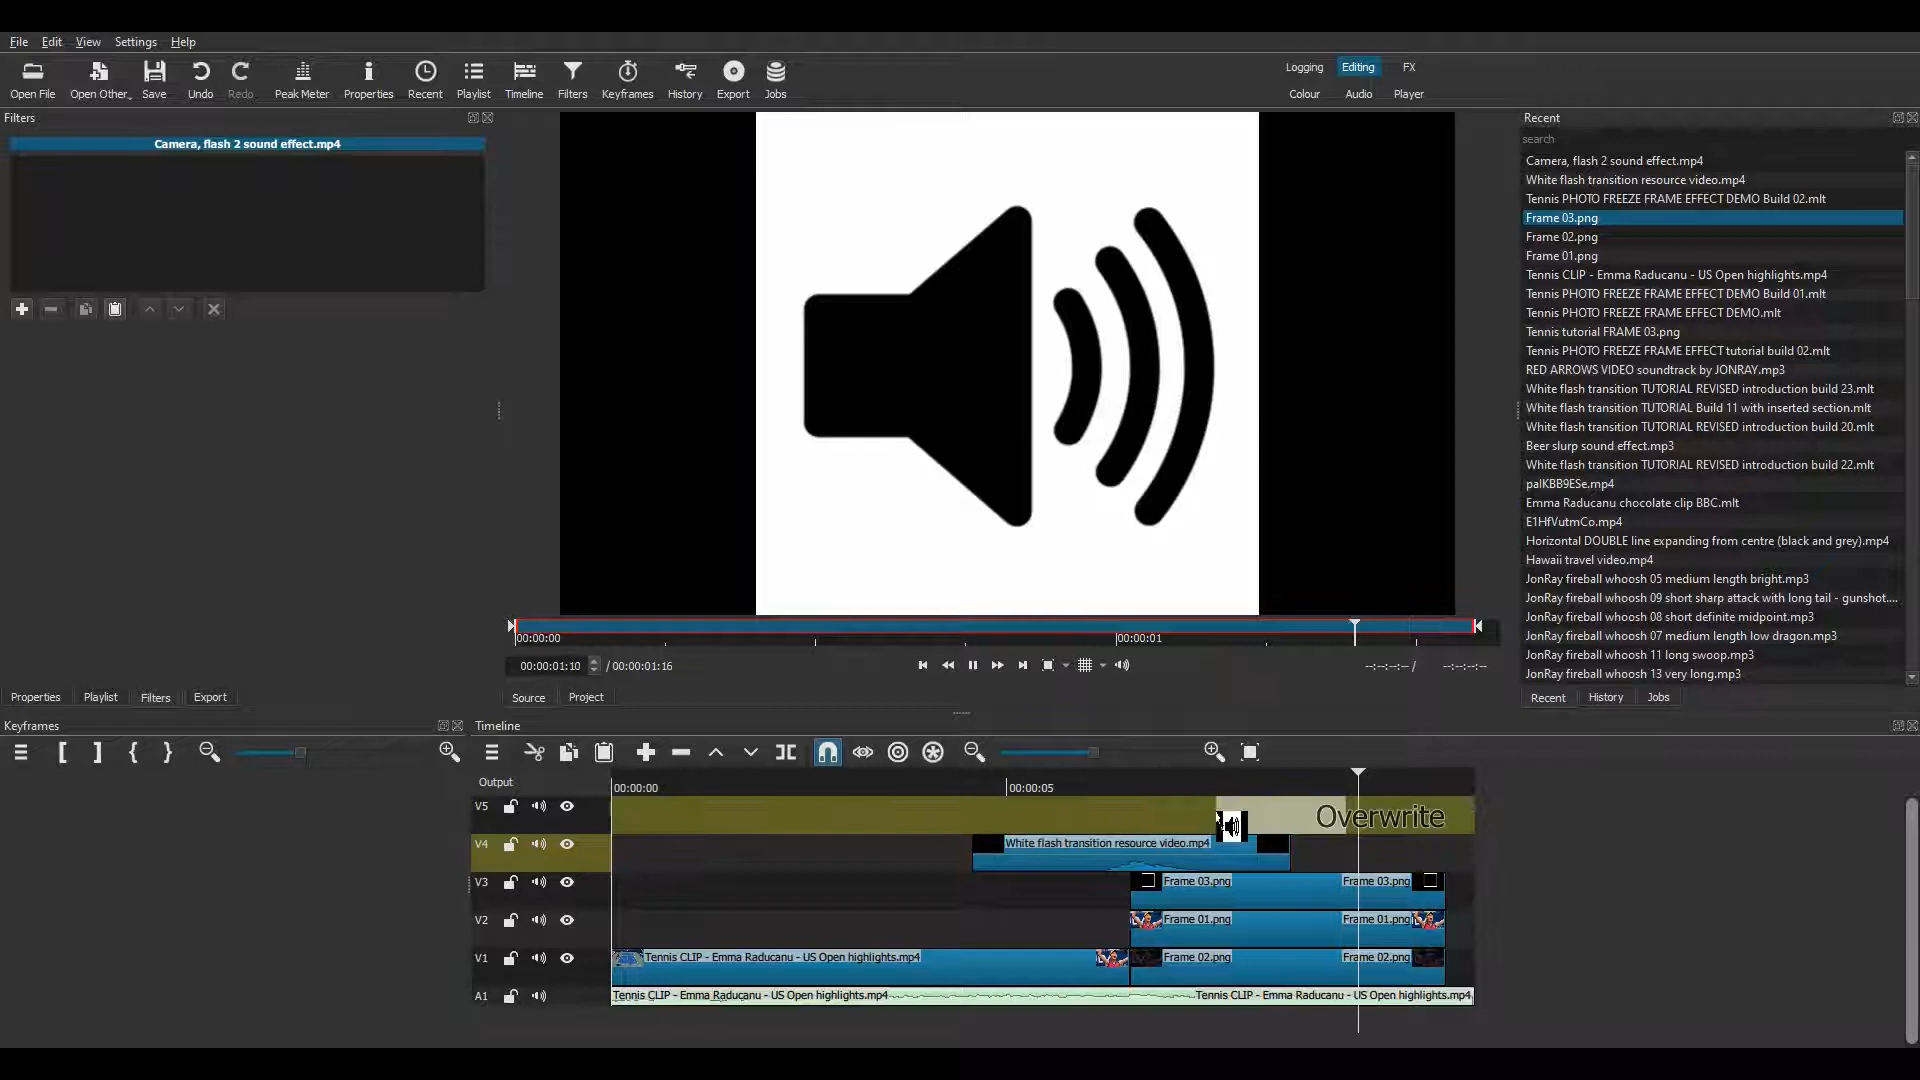 File Edit View Settings Help
Open File Open Other.. Save Undo Redo Peak Meter Properties Recent Playlist Timeline Filters Keyframes History Export Jobs
Logging Editing FX
Colour Audio Player
Filters
Camera, flash 2 sound effect.mp4
Recent
search
Camera, flash 2 sound effect.mp4
White flash transition resource video.mp4
Tennis PHOTO FREEZE FRAME EFFECT DEMO Build 02.mlt
Frame 03.png
Frame 02.png
Frame 01.png
Tennis CLIP - Emma Raducanu - US Open highlights.mp4
Tennis PHOTO FREEZE FRAME EFFECT DEMO Build 01.mlt
Tennis PHOTO FREEZE FRAME EFFECT DEMO.mlt
Tennis tutorial FRAME 03.png
Tennis PHOTO FREEZE FRAME EFFECT tutorial build 02.mlt
RED ARROWS VIDEO soundtrack by JONRAY.mp3
White flash transition TUTORIAL REVISED introduction build 23.mlt
White flash transition TUTORIAL Build 11 with inserted section.mlt
White flash transition TUTORIAL REVISED introduction build 20.mlt
Beer slurp sound effect.mp3
White flash transition TUTORIAL REVISED introduction build 22.mlt
palKBB9ESe.mp4
Emma Raducanu chocolate clip BBC.mlt
E1HfVutmCo.mp4
Horizontal DOUBLE line expanding from centre (black and grey).mp4
Hawaii travel video.mp4
JonRay fireball whoosh 05 medium length bright.mp3
JonRay fireball whoosh 09 short sharp attack with long tail - gunshot....
JonRay fireball whoosh 08 short definite midpoint.mp3
JonRay fireball whoosh 07 medium length low dragon.mp3
JonRay fireball whoosh 11 long swoop.mp3
JonRay fireball whoosh 13 very long.mp3
00:00:00 00:00:01
00:00:01:10 / 00:00:01:16 --:--:--:-- / --:--:--:--
Properties Playlist Filters Export
Source Project
Recent History Jobs
Keyframes
Timeline
Output
00:00:00 00:00:05
V5 Overwrite
V4 White flash transition resource video.mp4
V3 Frame 03.png Frame 03.png
V2 Frame 01.png Frame 01.png
V1 Tennis CLIP - Emma Raducanu - US Open highlights.mp4 Frame 02.png Frame 02.png
A1 Tennis CLIP - Emma Raducanu - US Open highlights.mp4 Tennis CLIP - Emma Raducanu - US Open highlights.mp4